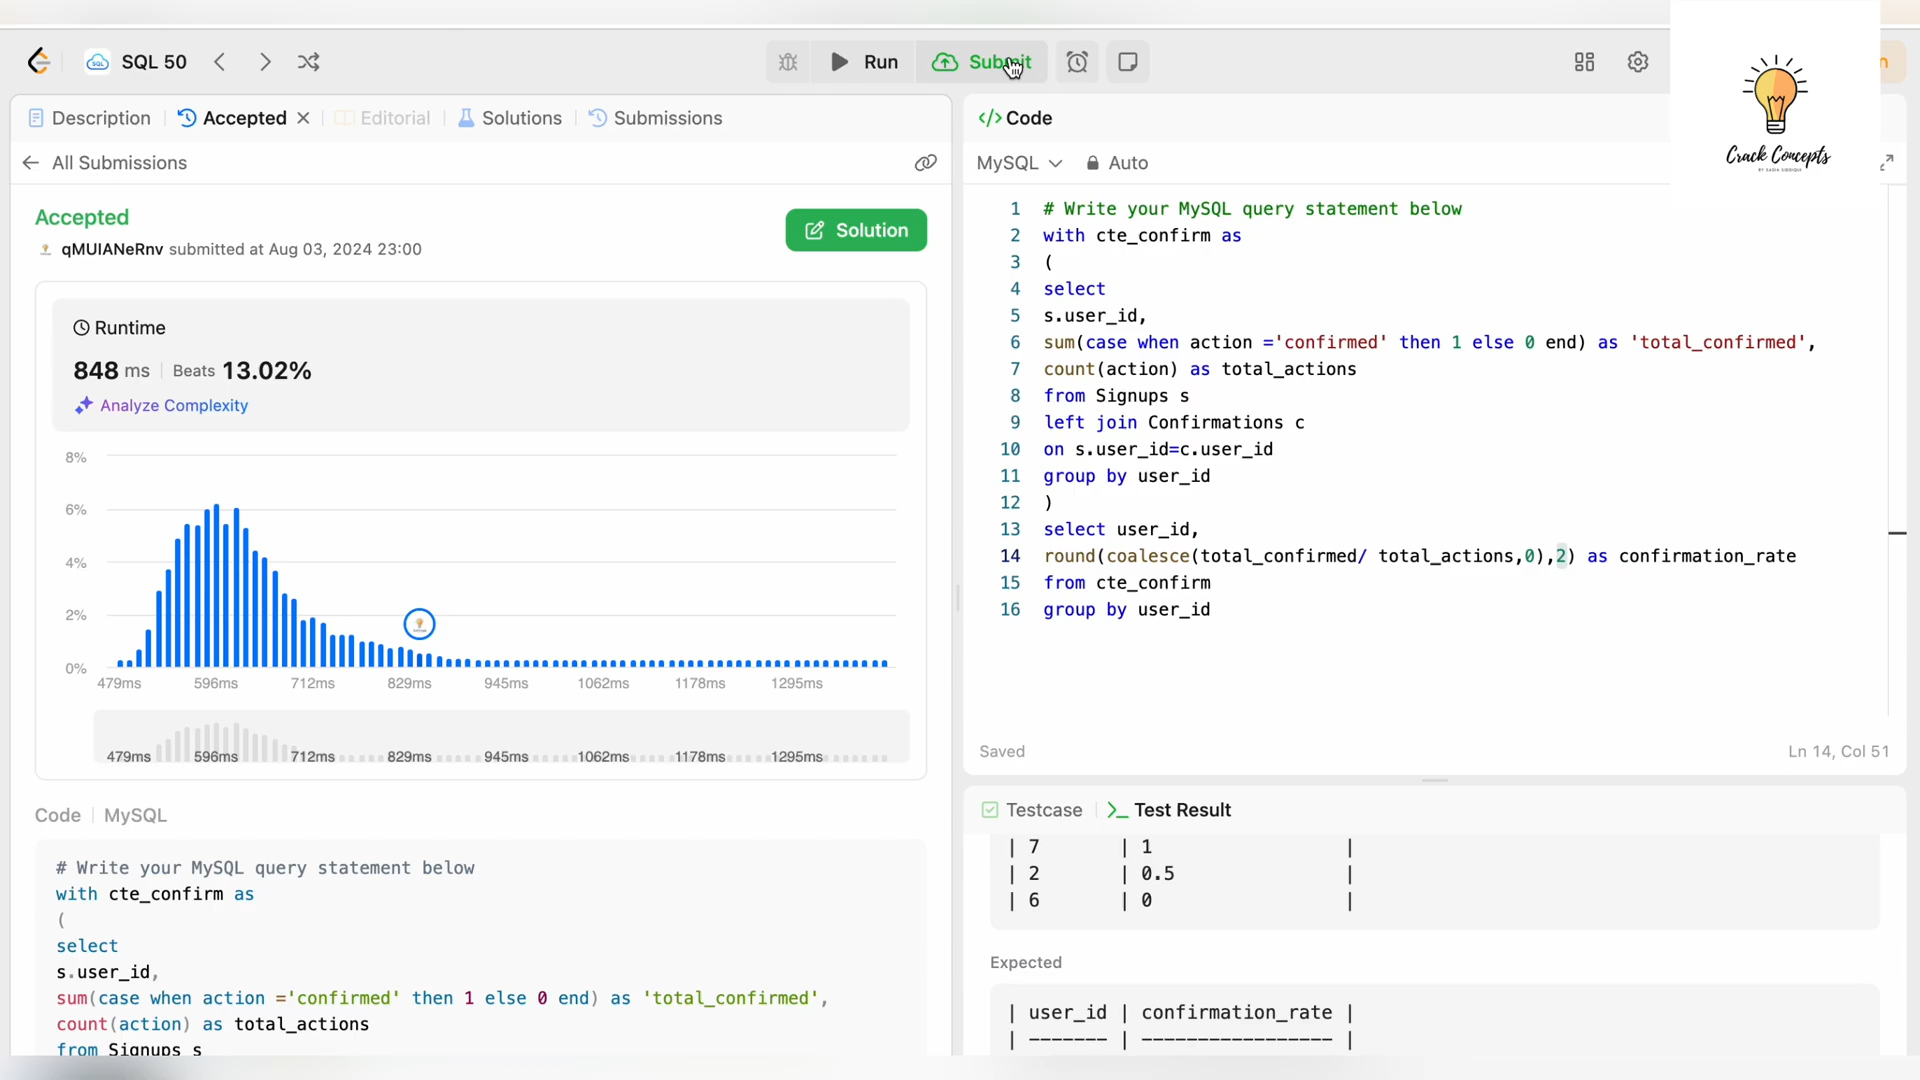 SQL 50
Run
Submit
Crack Concepts
BY SADIA SIDDIQUI
Description
Accepted
Editorial
Solutions
Submissions
All Submissions
Accepted
qMUIANeRnv submitted at Aug 03, 2024 23:00
Solution
Runtime
848 ms | Beats 13.02%
Analyze Complexity
8%
6%
4%
2%
0%
479ms 596ms 712ms 829ms 945ms 1062ms 1178ms 1295ms
479ms 596ms 712ms 829ms 945ms 1062ms 1178ms 1295ms
Code | MySQL
# Write your MySQL query statement below
with cte_confirm as
(
select
s.user_id,
sum(case when action ='confirmed' then 1 else 0 end) as 'total_confirmed',
count(action) as total_actions
from Signups s
</> Code
MySQL
Auto
1 # Write your MySQL query statement below
2 with cte_confirm as
3 (
4 select
5 s.user_id,
6 sum(case when action ='confirmed' then 1 else 0 end) as 'total_confirmed',
7 count(action) as total_actions
8 from Signups s
9 left join Confirmations c
10 on s.user_id=c.user_id
11 group by user_id
12 )
13 select user_id,
14 round(coalesce(total_confirmed/ total_actions,0),2) as confirmation_rate
15 from cte_confirm
16 group by user_id
Saved
Ln 14, Col 51
Testcase
>_ Test Result
| 7 | 1 |
| 2 | 0.5 |
| 6 | 0 |
Expected
| user_id | confirmation_rate |
| ------- | ----------------- |